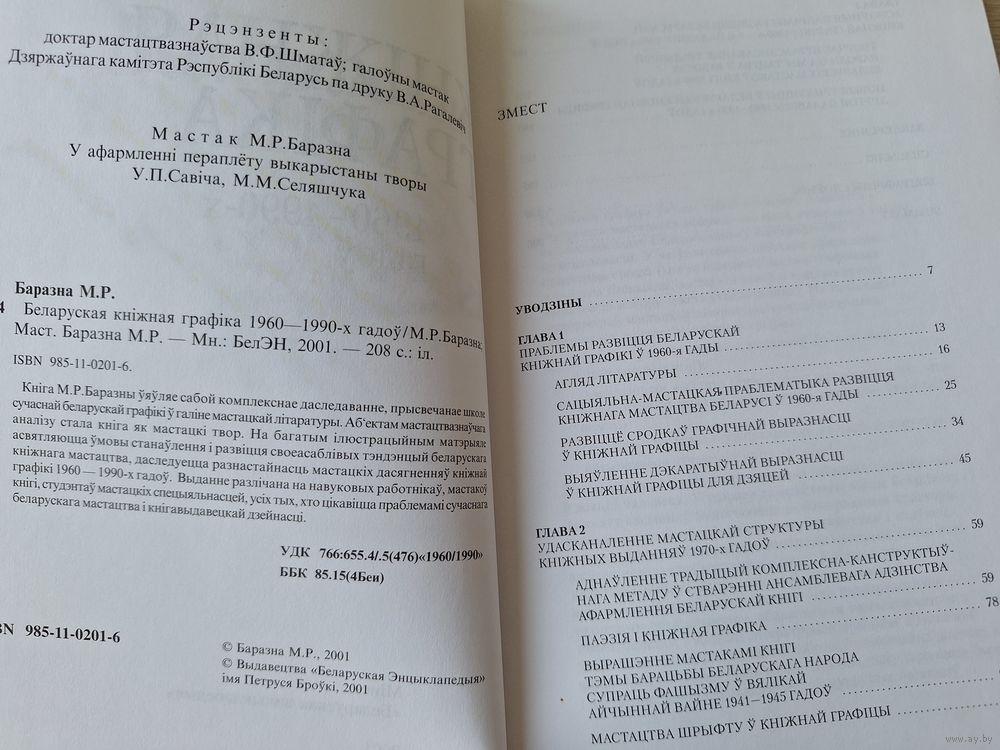 Рэцэнзенты:
доктар мастацтвазнаўства В.Ф.Шматаў; галоўны мастак
Дзяржаўнага камітэта Рэспублікі Беларусь па друку В.А.Рагалевіч
Мастак М.Р.Баразна
У афармленні пераплёту выкарыстаны творы
У.П.Савіча, М.М.Селяшчука
Баразна М.Р.
4
Беларуская кніжная графіка 1960—1990-х гадоў/М.Р.Баразна;
Маст. Баразна М.Р. — Мн.: БелЭН, 2001. — 208 с.: іл.
ISBN 985-11-0201-6.
Кніга М.Р.Баразны ўяўляе сабой комплекснае даследаванне, прысвечанае школе
сучаснай беларускай графікі ў галіне мастацкай літаратуры. Аб'ектам мастацтвазнаўчага
аналізу стала кніга як мастацкі твор. На багатым ілюстрацыйным матэрыяле
асвятляюцца ўмовы станаўлення і развіцця своеасаблівых тэндэнцый беларускага
кніжнага мастацтва, даследуецца разнастайнасць мастацкіх дасягненняў кніжнай
графікі 1960 — 1990-х гадоў. Выданне разлічана на навуковых работнікаў, мастакоў
кнігі, студэнтаў мастацкіх спецыяльнасцей, усіх тых, хто цікавіцца праблемамі сучаснага
беларускага мастацтва і кнігавыдавецкай дзейнасці.
УДК 766:655.4/.5(476)«1960/1990»
ББК 85.15(4Беи)
BN 985-11-0201-6
© Баразна М.Р., 2001
© Выдавецтва «Беларуская Энцыклапедыя»
імя Петруся Броўкі, 2001
ЗМЕСТ
УВОДЗІНЫ ........ 7
ГЛАВА 1
ПРАБЛЕМЫ РАЗВІЦЦЯ БЕЛАРУСКАЙ
КНІЖНАЙ ГРАФІКІ Ў 1960-я ГАДЫ ........ 13
АГЛЯД ЛІТАРАТУРЫ ........ 16
САЦЫЯЛЬНА-МАСТАЦКАЯ ПРАБЛЕМАТЫКА РАЗВІЦЦЯ
КНІЖНАГА МАСТАЦТВА БЕЛАРУСІ Ў 1960-я ГАДЫ ........ 25
РАЗВІЦЦЁ СРОДКАЎ ГРАФІЧНАЙ ВЫРАЗНАСЦІ
Ў КНІЖНАЙ ГРАФІЦЫ ........ 34
ВЫЯЎЛЕННЕ ДЭКАРАТЫЎНАЙ ВЫРАЗНАСЦІ
Ў КНІЖНАЙ ГРАФІЦЫ ДЛЯ ДЗЯЦЕЙ ........ 45
ГЛАВА 2
УДАСКАНАЛЕННЕ МАСТАЦКАЙ СТРУКТУРЫ
КНІЖНЫХ ВЫДАННЯЎ 1970-х ГАДОЎ ........ 59
АДНАЎЛЕННЕ ТРАДЫЦЫЙ КОМПЛЕКСНА-КАНСТРУКТЫЎ-
НАГА МЕТАДУ Ў СТВАРЭННІ АНСАМБЛЕВАГА АДЗІНСТВА
АФАРМЛЕННЯ БЕЛАРУСКАЙ КНІГІ ........ 59
ПАЭЗІЯ І КНІЖНАЯ ГРАФІКА ........ 78
ВЫРАШЭННЕ МАСТАКАМІ КНІГІ
ТЭМЫ БАРАЦЬБЫ БЕЛАРУСКАГА НАРОДА
СУПРАЦЬ ФАШЫЗМУ Ў ВЯЛІКАЙ
АЙЧЫННАЙ ВАЙНЕ 1941—1945 ГАДОЎ ........
МАСТАЦТВА ШРЫФТУ Ў КНІЖНАЙ ГРАФІЦЫ ........
www.ay.by